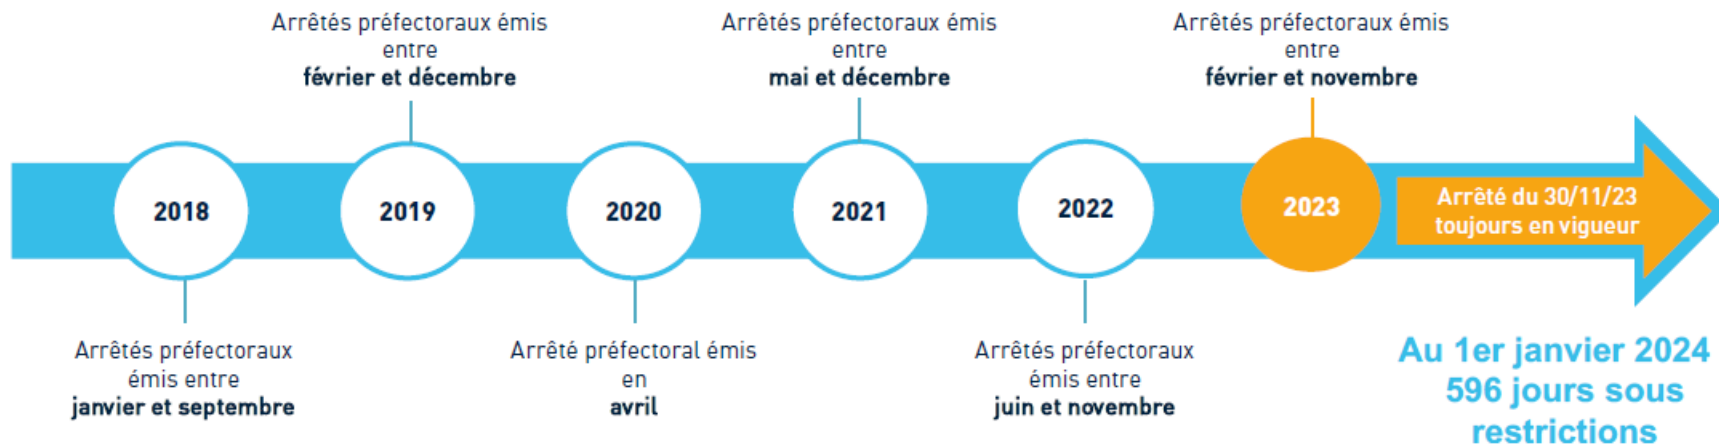 Arrêtés préfectoraux émis
entre
février et décembre
Arrêtés préfectoraux émis
entre
mai et décembre
Arrêtés préfectoraux émis
entre
février et novembre
2018
2019
2020
2021
2022
2023
Arrêté du 30/11/23
toujours en vigueur
Arrêtés préfectoraux
émis entre
janvier et septembre
Arrêté préfectoral émis
en
avril
Arrêtés préfectoraux
émis entre
juin et novembre
Au 1er janvier 2024
596 jours sous
restrictions